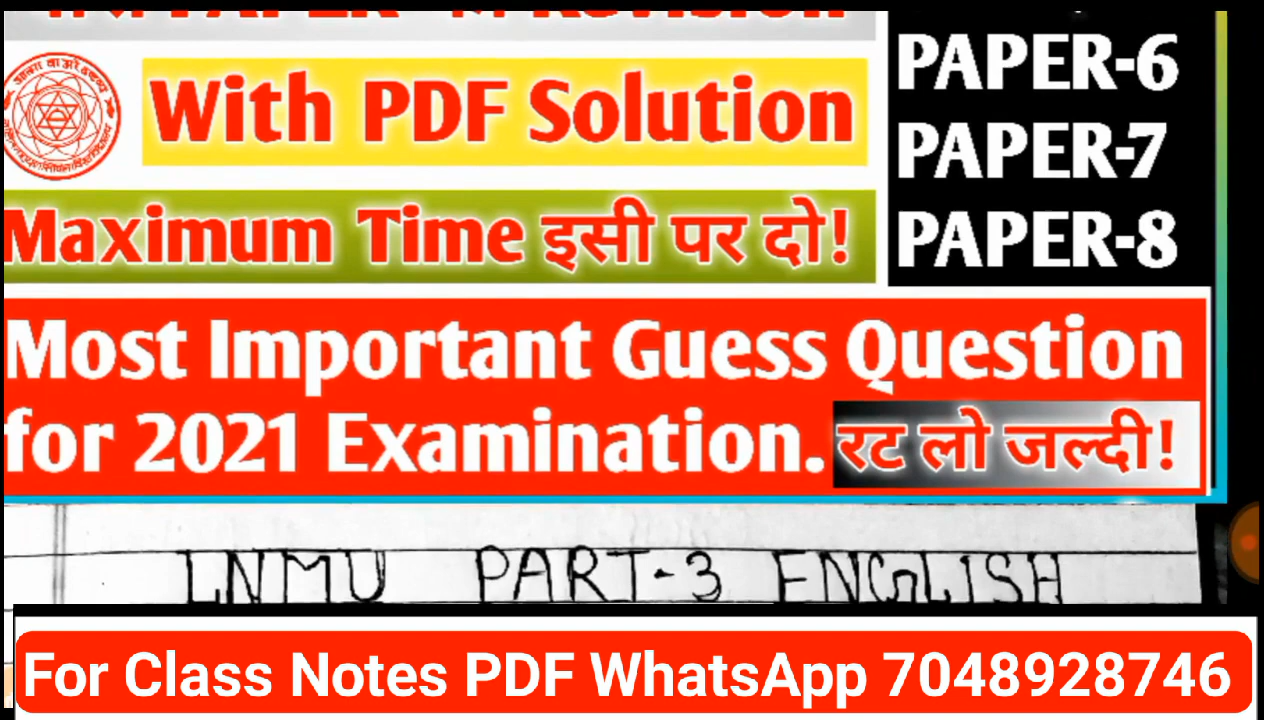 PAPER-6
With PDF Solution
PAPER-7
Maximum Time इसी पर दो!
PAPER-8
Most Important Guess Question
for 2021 Examination. रट लो जल्दी!
LNMU PART-3 ENGLISH
For Class Notes PDF WhatsApp 7048928746